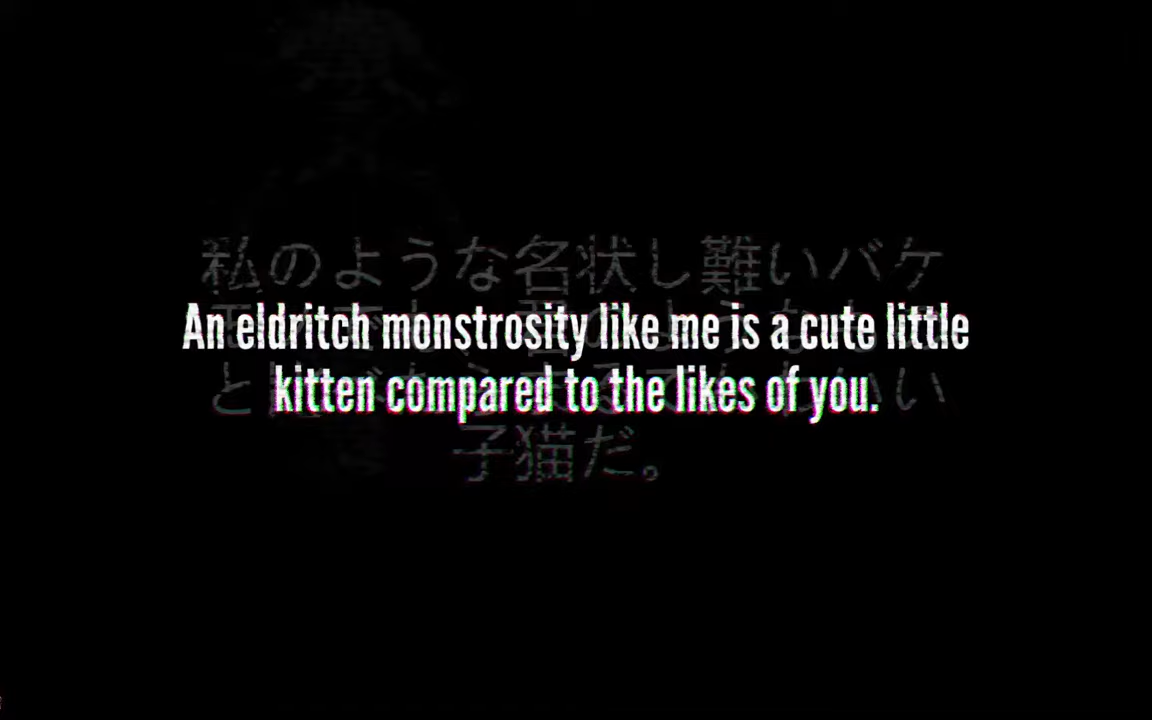 私のような名状し難いバケ
An eldritch monstrosity like me is a cute little
kitten compared to the likes of you.
子猫だ。